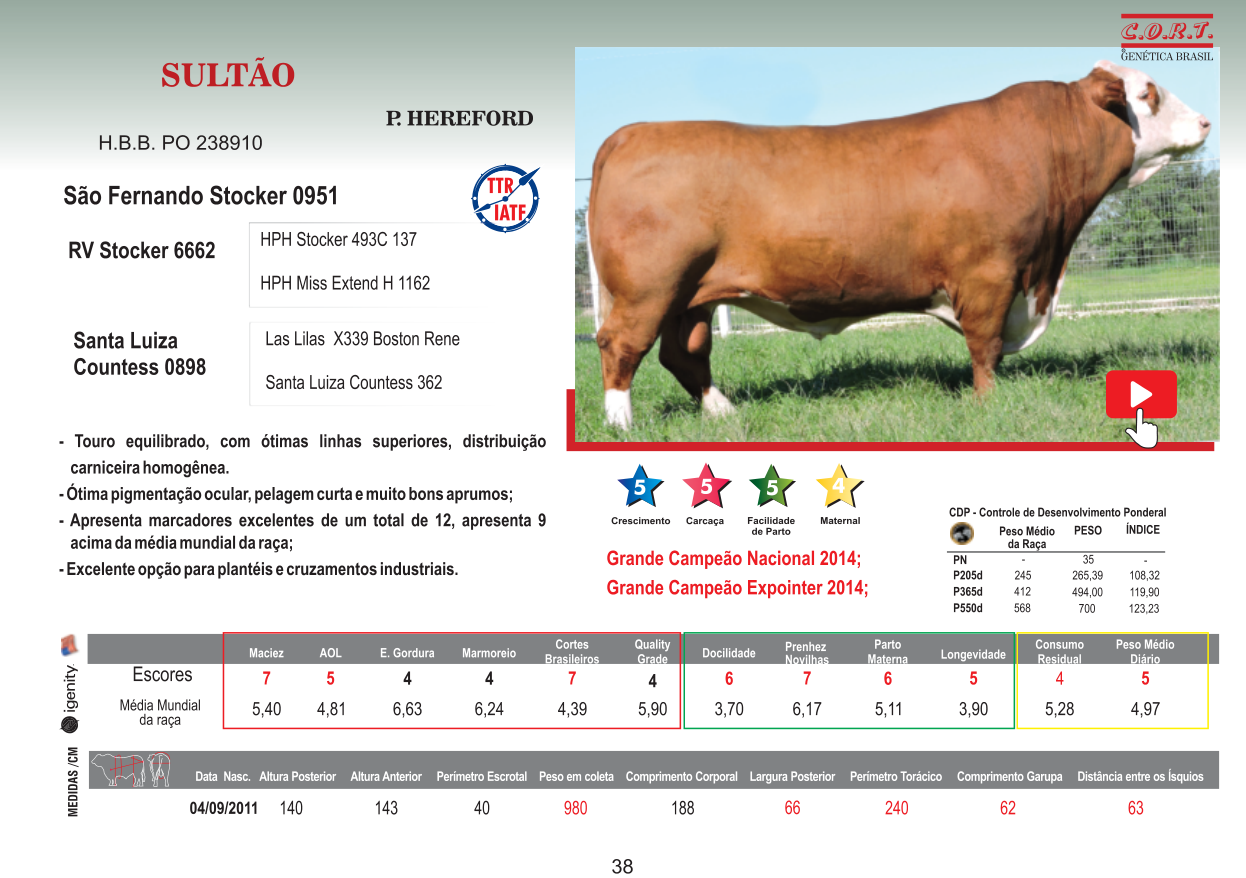 C.O.R.T.
GENÉTICA BRASIL
SULTÃO
P. HEREFORD
H.B.B. PO 238910
TTR
IATF
São Fernando Stocker 0951
RV Stocker 6662
HPH Stocker 493C 137
HPH Miss Extend H 1162
Santa Luiza
Countess 0898
Las Lilas X339 Boston Rene
Santa Luiza Countess 362
- Touro equilibrado, com ótimas linhas superiores, distribuição
carniceira homogênea.
- Ótima pigmentação ocular, pelagem curta e muito bons aprumos;
- Apresenta marcadores excelentes de um total de 12, apresenta 9
acima da média mundial da raça;
- Excelente opção para plantéis e cruzamentos industriais.
5 5 5 4
Crescimento Carcaça Facilidade de Parto Maternal
Grande Campeão Nacional 2014;
Grande Campeão Expointer 2014;
CDP - Controle de Desenvolvimento Ponderal
Peso Médio da Raça PESO ÍNDICE
PN - 35 -
P205d 245 265,39 108,32
P365d 412 494,00 119,90
P550d 568 700 123,23
igenity
Maciez AOL E. Gordura Marmoreio Cortes Brasileiros Quality Grade Docilidade Prenhez Novilhas Parto Materna Longevidade Consumo Residual Peso Médio Diário
Escores 7 5 4 4 7 4 6 7 6 5 4 5
Média Mundial da raça 5,40 4,81 6,63 6,24 4,39 5,90 3,70 6,17 5,11 3,90 5,28 4,97
MEDIDAS /CM
Data Nasc. Altura Posterior Altura Anterior Perímetro Escrotal Peso em coleta Comprimento Corporal Largura Posterior Perímetro Torácico Comprimento Garupa Distância entre os Ísquios
04/09/2011 140 143 40 980 188 66 240 62 63
38